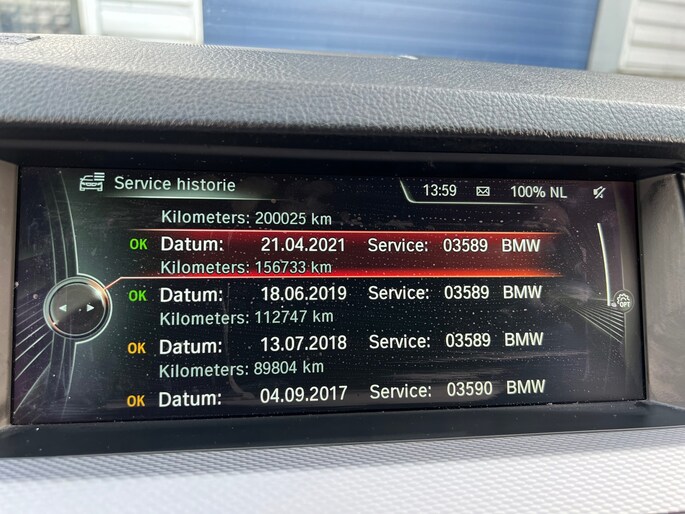 Service historie 13:59 100% NL
Kilometers: 200025 km
OK Datum: 21.04.2021 Service: 03589 BMW
Kilometers: 156733 km
OK Datum: 18.06.2019 Service: 03589 BMW
Kilometers: 112747 km
OK Datum: 13.07.2018 Service: 03589 BMW
Kilometers: 89804 km
OK Datum: 04.09.2017 Service: 03590 BMW
OPT